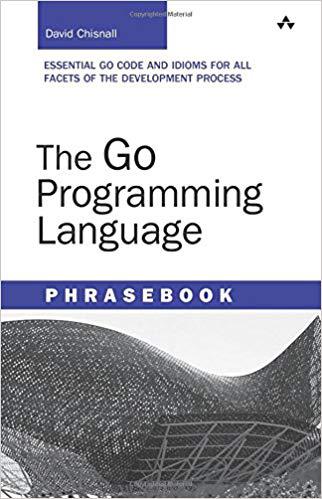 David Chisnall
ESSENTIAL GO CODE AND IDIOMS FOR ALL
FACETS OF THE DEVELOPMENT PROCESS
The Go
Programming
Language
PHRASEBOOK